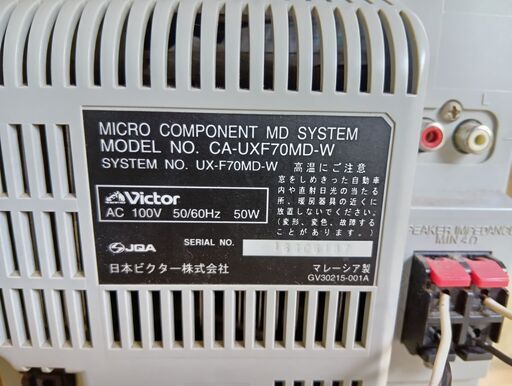 MICRO COMPONENT MD SYSTEM
MODEL NO. CA-UXF70MD-W
SYSTEM NO. UX-F70MD-W
高温にご注意
窓をしめきった自動車
内や直射日光の当たる
所、暖房器具の近くに
放置しないでください。
(変形、変色、故障する
ことがあります。)
Victor
AC 100V 50/60Hz 50W
JQA
SERIAL NO.
日本ビクター株式会社
マレーシア製
GV30215-001A
SPEAKER IMPEDANCE
MIN 4Ω